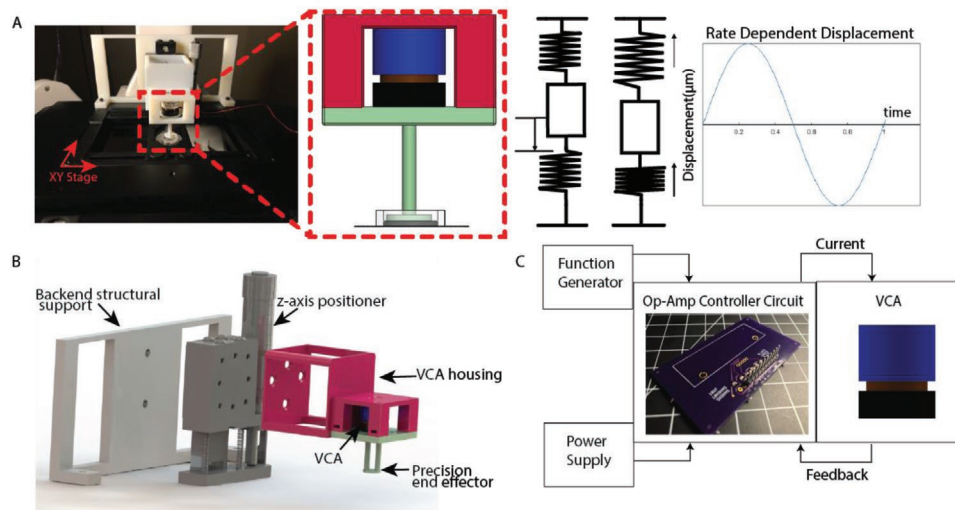 A
XY Stage
Displacement(µm)
Rate Dependent Displacement
time
0.2
0.4
0.6
0.8
1
B
Backend structural
support
z-axis positioner
VCA housing
VCA
Precision
end effector
C
Function
Generator
Current
Op-Amp Controller Circuit
VCA
Power
Supply
Feedback